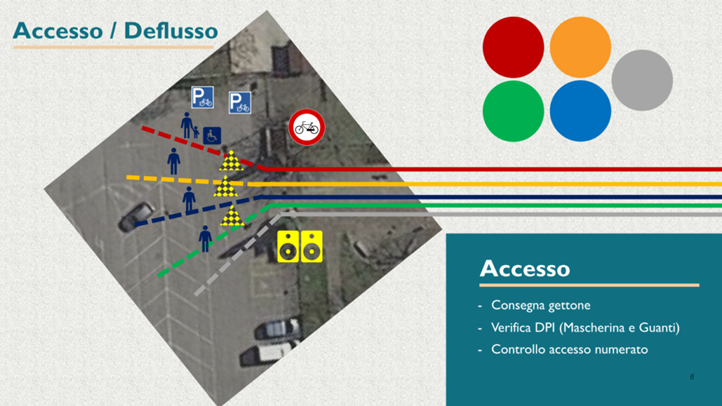 Accesso / Deflusso
P
P
Accesso
- Consegna gettone
- Verifica DPI (Mascherina e Guanti)
- Controllo accesso numerato